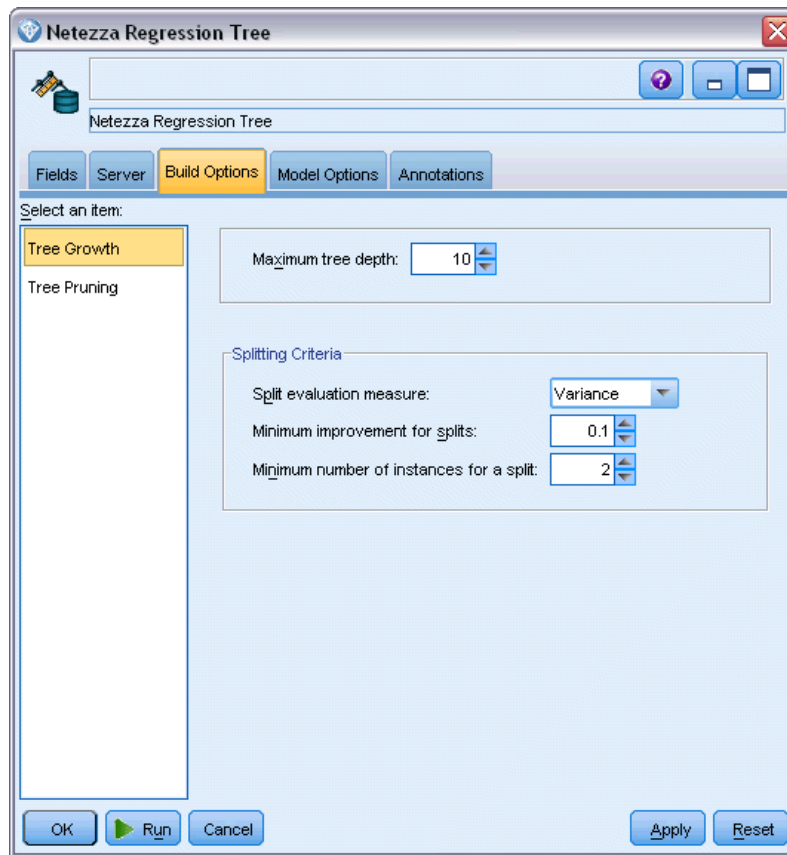 Netezza Regression Tree
Netezza Regression Tree
Fields Server Build Options Model Options Annotations
Select an item:
Tree Growth
Tree Pruning
Maximum tree depth: 10
Splitting Criteria
Split evaluation measure: Variance
Minimum improvement for splits: 0.1
Minimum number of instances for a split: 2
OK Run Cancel Apply Reset